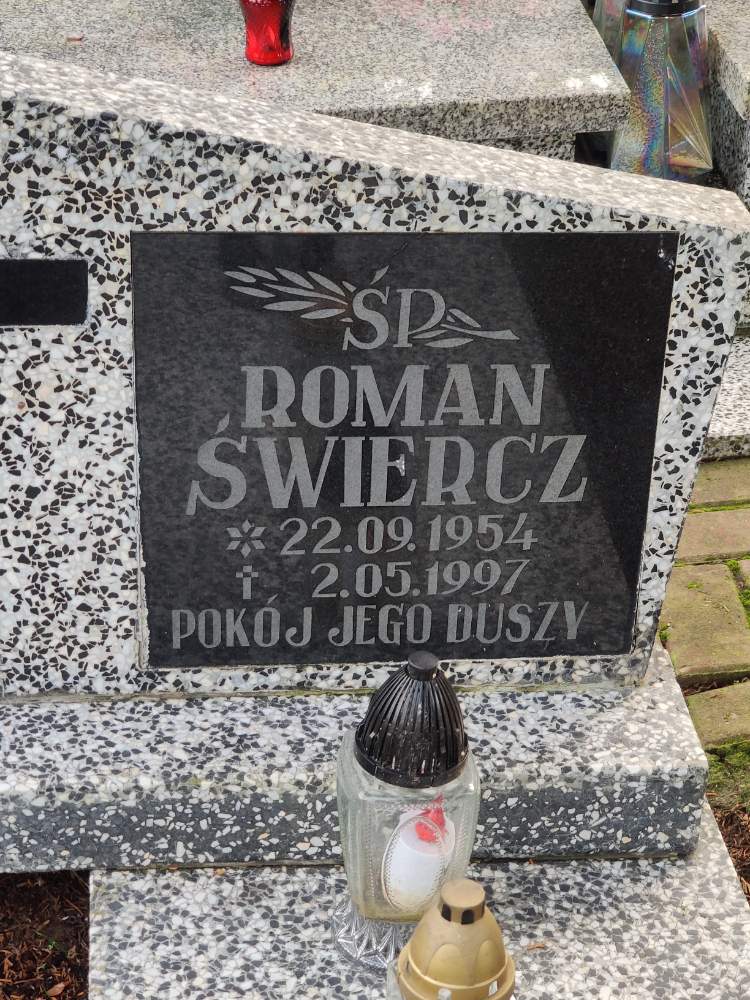 ŚP
ROMAN
ŚWIERCZ
* 22.09.1954
† 2.05.1997
POKÓJ JEGO DUSZY